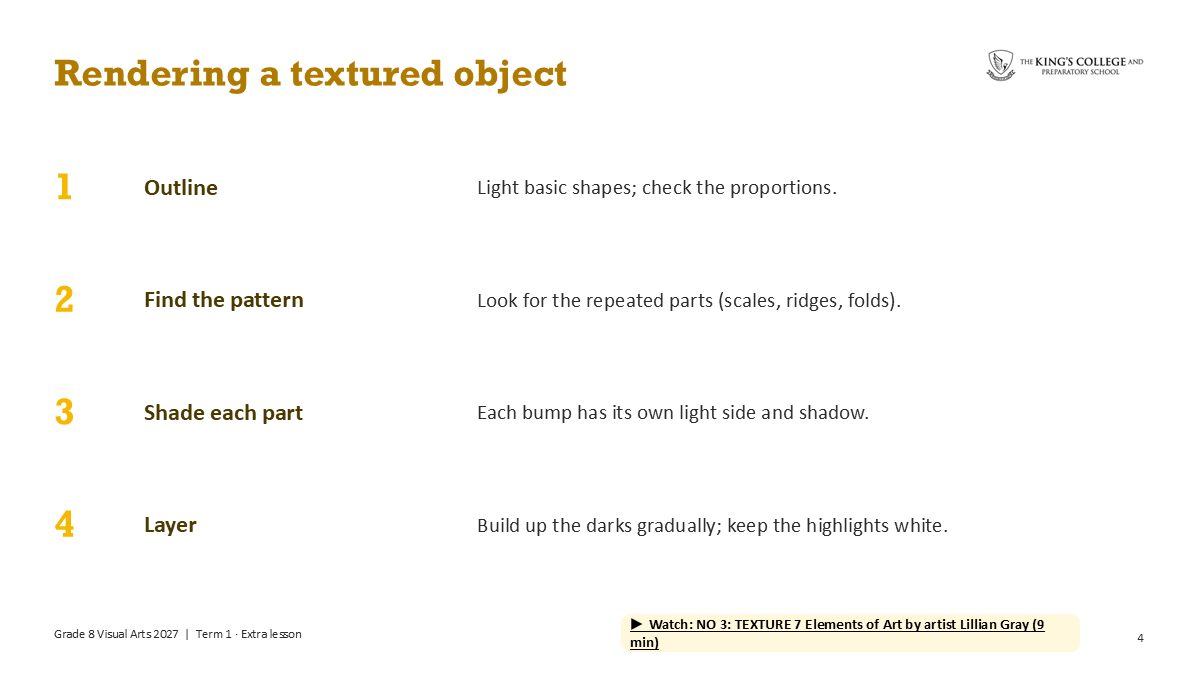 Rendering a textured object
THE KING'S COLLEGE AND
PREPARATORY SCHOOL
1 Outline Light basic shapes; check the proportions.
2 Find the pattern Look for the repeated parts (scales, ridges, folds).
3 Shade each part Each bump has its own light side and shadow.
4 Layer Build up the darks gradually; keep the highlights white.
Grade 8 Visual Arts 2027 | Term 1 · Extra lesson
▶ Watch: NO 3: TEXTURE 7 Elements of Art by artist Lillian Gray (9
min)
4